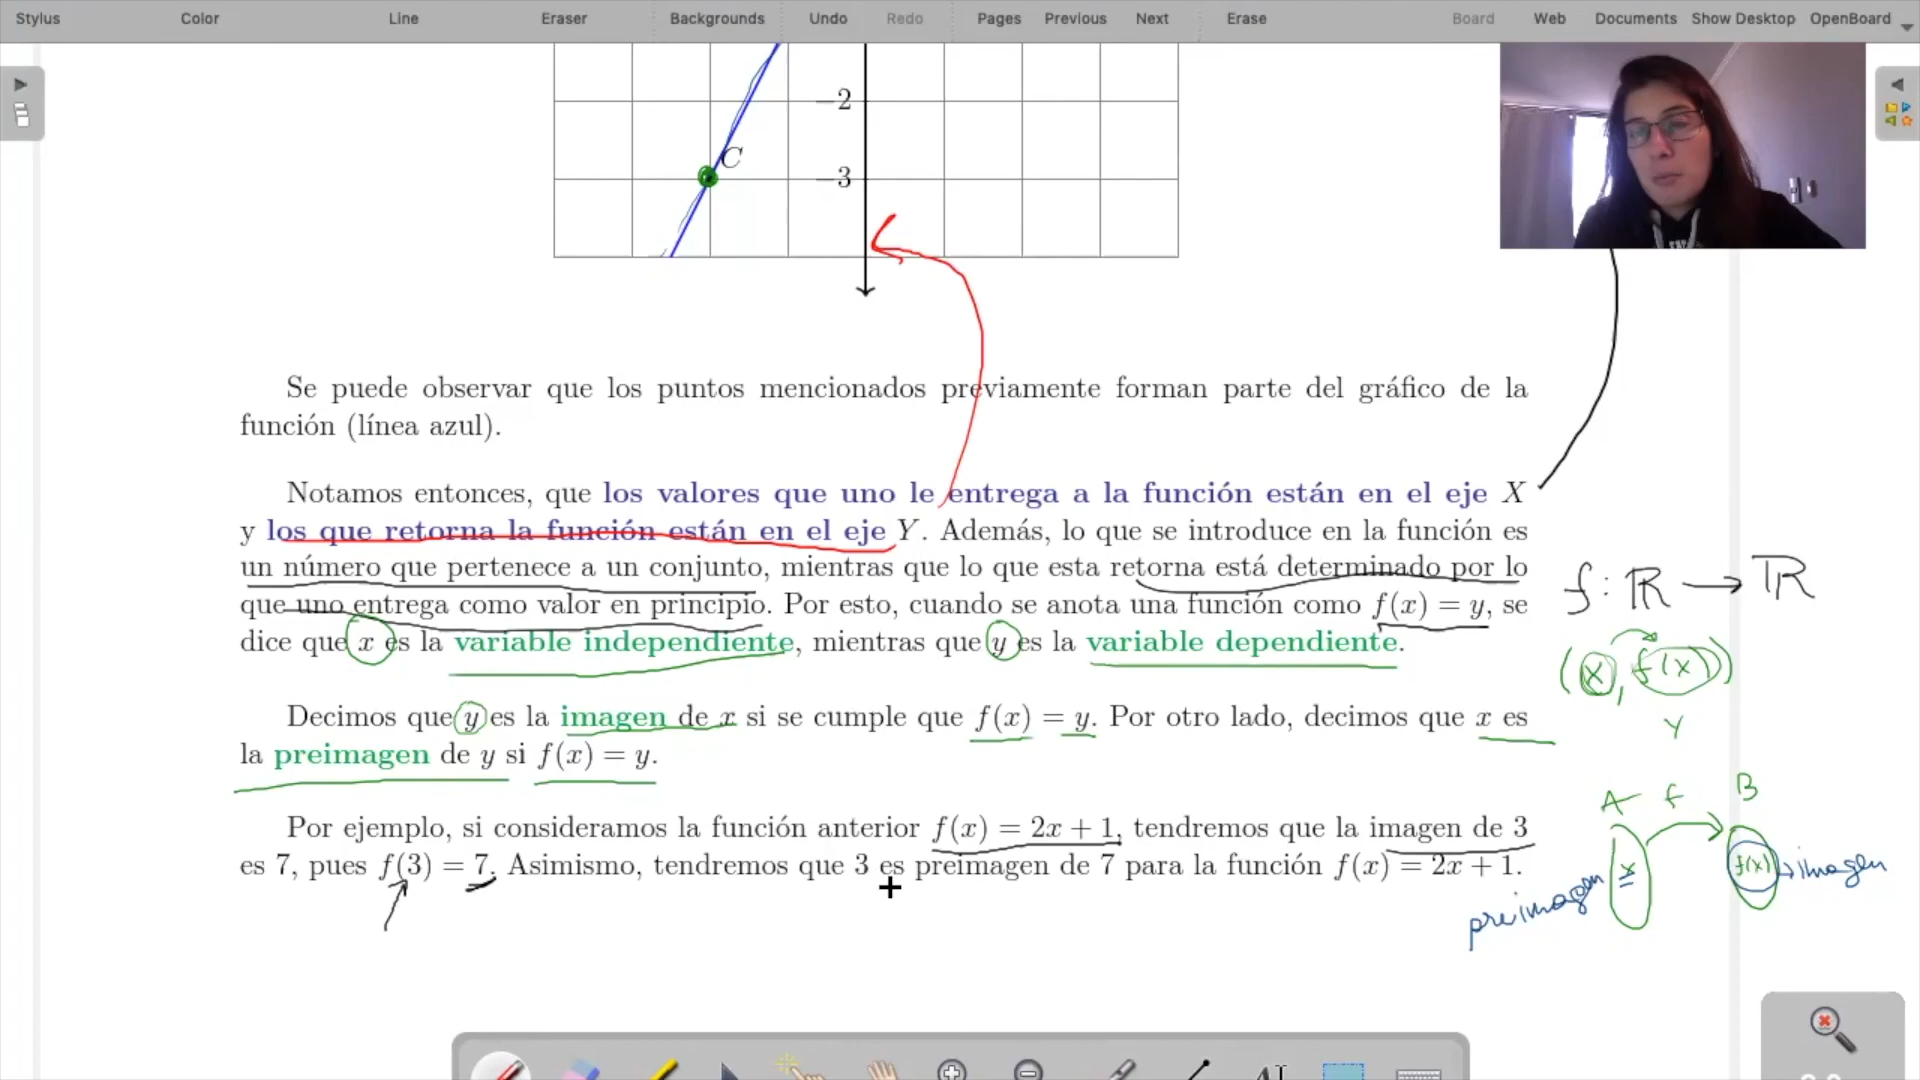 Stylus Color Line Eraser Backgrounds Undo Redo Pages Previous Next Erase Board Web Documents Show Desktop OpenBoard
−2
C
−3
Se puede observar que los puntos mencionados previamente forman parte del gráfico de la
función (línea azul).
Notamos entonces, que los valores que uno le entrega a la función están en el eje X
y los que retorna la función están en el eje Y. Además, lo que se introduce en la función es
un número que pertenece a un conjunto, mientras que lo que esta retorna está determinado por lo
que uno entrega como valor en principio. Por esto, cuando se anota una función como f(x) = y, se
dice que x es la variable independiente, mientras que y es la variable dependiente.
f: ℝ → ℝ
(x, f(x))
Y
Decimos que y es la imagen de x si se cumple que f(x) = y. Por otro lado, decimos que x es
la preimagen de y si f(x) = y.
A f B
Por ejemplo, si consideramos la función anterior f(x) = 2x + 1, tendremos que la imagen de 3
es 7, pues f(3) = 7. Asimismo, tendremos que 3 es preimagen de 7 para la función f(x) = 2x + 1.
preimagen x f(x) → imagen